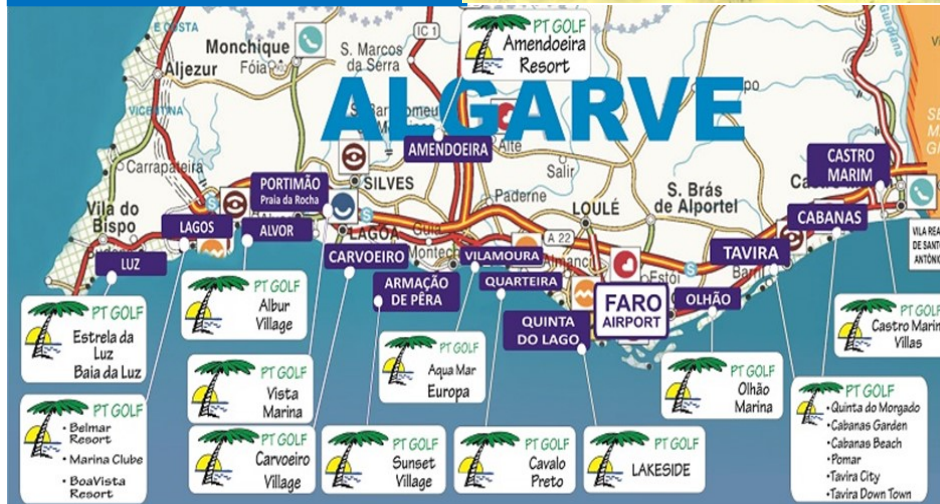 E COSTA
Monchique
Fóia
Aljezur
VICENTINA
S. Marcos
da Serra
IC 1
PT GOLF
Amendoeira
Resort
Guadiana
ALGARVE
AMENDOEIRA
Alte
Salir
Carrapateira
PORTIMÃO
Praia da Rocha
SILVES
Paderne
LOULÉ
S. Brás
de Alportel
CASTRO
MARIM
Vila do
Bispo
LAGOS
ALVOR
LAGOA
A 22
CABANAS
TAVIRA
LUZ
CARVOEIRO
VILAMOURA
Estói
ARMAÇÃO
DE PÊRA
QUARTEIRA
FARO
AIRPORT
OLHÃO
QUINTA
DO LAGO
PT GOLF
Estrela da
Luz
Baia da Luz
PT GOLF
Albur
Village
PT GOLF
Aqua Mar
Europa
PT GOLF
Olhão
Marina
PT GOLF
Castro Marim
Villas
PT GOLF
Vista
Marina
PT GOLF
• Belmar
Resort
• Marina Clube
• BoaVista
Resort
PT GOLF
Carvoeiro
Village
PT GOLF
Sunset
Village
PT GOLF
Cavalo
Preto
PT GOLF
LAKESIDE
PT GOLF
• Quinta do Morgado
• Cabanas Garden
• Cabanas Beach
• Pomar
• Tavira City
• Tavira Down Town